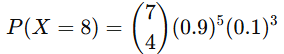 P(X = 8) = \binom{7}{4} (0.9)^5 (0.1)^3